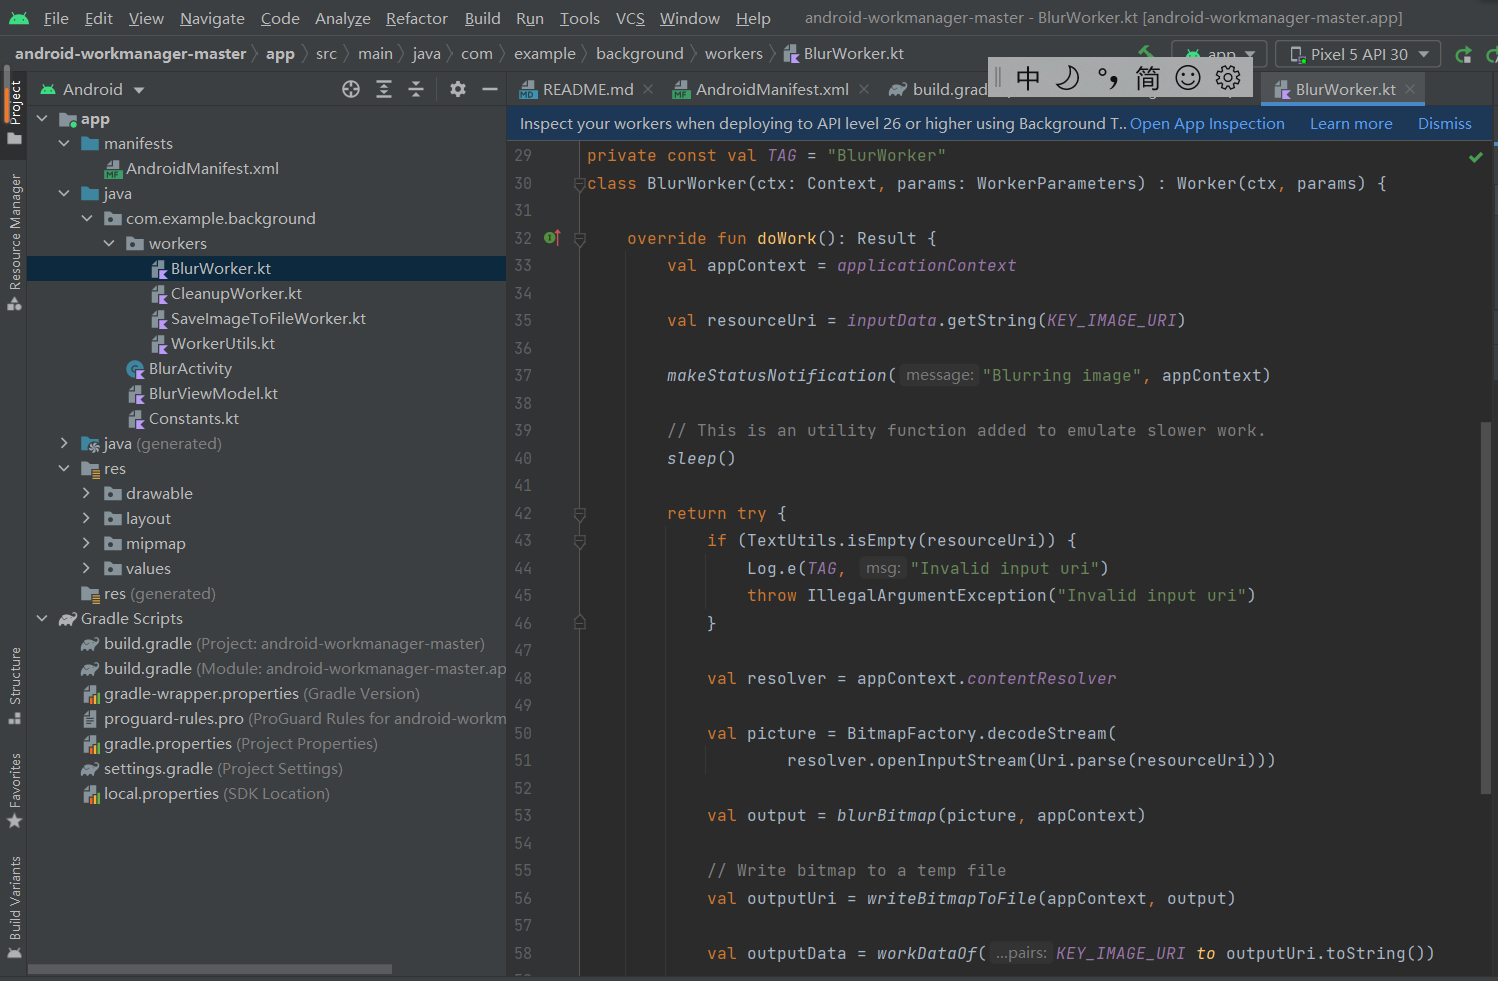 File Edit View Navigate Code Analyze Refactor Build Run Tools VCS Window Help android-workmanager-master - BlurWorker.kt [android-workmanager-master.app]
android-workmanager-master app src main java com example background workers BlurWorker.kt app Pixel 5 API 30
中 °, 简
Android README.md AndroidManifest.xml build.grad BlurWorker.kt
Inspect your workers when deploying to API level 26 or higher using Background T.. Open App Inspection Learn more Dismiss
Project
Resource Manager
Structure
Favorites
Build Variants
app
manifests
AndroidManifest.xml
java
com.example.background
workers
BlurWorker.kt
CleanupWorker.kt
SaveImageToFileWorker.kt
WorkerUtils.kt
BlurActivity
BlurViewModel.kt
Constants.kt
java (generated)
res
drawable
layout
mipmap
values
res (generated)
Gradle Scripts
build.gradle (Project: android-workmanager-master)
build.gradle (Module: android-workmanager-master.ap
gradle-wrapper.properties (Gradle Version)
proguard-rules.pro (ProGuard Rules for android-workm
gradle.properties (Project Properties)
settings.gradle (Project Settings)
local.properties (SDK Location)
29 private const val TAG = "BlurWorker"
30 class BlurWorker(ctx: Context, params: WorkerParameters) : Worker(ctx, params) {
31
32 override fun doWork(): Result {
33 val appContext = applicationContext
34
35 val resourceUri = inputData.getString(KEY_IMAGE_URI)
36
37 makeStatusNotification( message: "Blurring image", appContext)
38
39 // This is an utility function added to emulate slower work.
40 sleep()
41
42 return try {
43 if (TextUtils.isEmpty(resourceUri)) {
44 Log.e(TAG, msg: "Invalid input uri")
45 throw IllegalArgumentException("Invalid input uri")
46 }
47
48 val resolver = appContext.contentResolver
49
50 val picture = BitmapFactory.decodeStream(
51 resolver.openInputStream(Uri.parse(resourceUri)))
52
53 val output = blurBitmap(picture, appContext)
54
55 // Write bitmap to a temp file
56 val outputUri = writeBitmapToFile(appContext, output)
57
58 val outputData = workDataOf( ...pairs: KEY_IMAGE_URI to outputUri.toString())